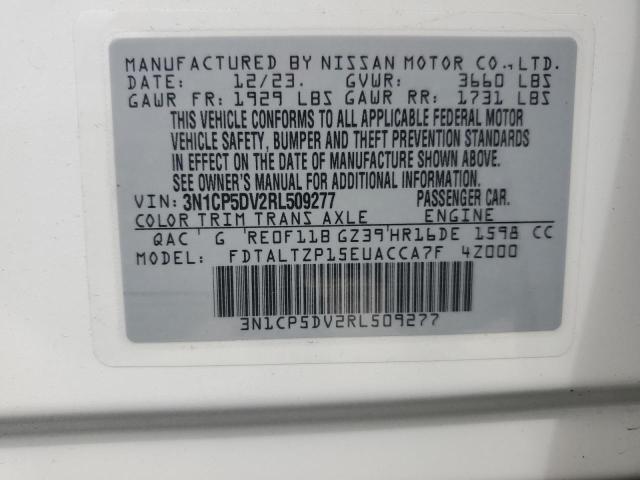 MANUFACTURED BY NISSAN MOTOR CO., LTD.
DATE: 12/23. GVWR: 3660 LBS
GAWR FR: 1929 LBS GAWR RR: 1731 LBS
THIS VEHICLE CONFORMS TO ALL APPLICABLE FEDERAL MOTOR
VEHICLE SAFETY, BUMPER AND THEFT PREVENTION STANDARDS
IN EFFECT ON THE DATE OF MANUFACTURE SHOWN ABOVE.
SEE OWNER'S MANUAL FOR ADDITIONAL INFORMATION.
VIN: 3N1CP5DV2RL509277 PASSENGER CAR.
COLOR TRIM TRANS AXLE ENGINE
QAC G RE0F11B GZ39 HR16DE 1598 CC
MODEL: FDTALTZP15EUACCA7F 4Z000
3N1CP5DV2RL509277